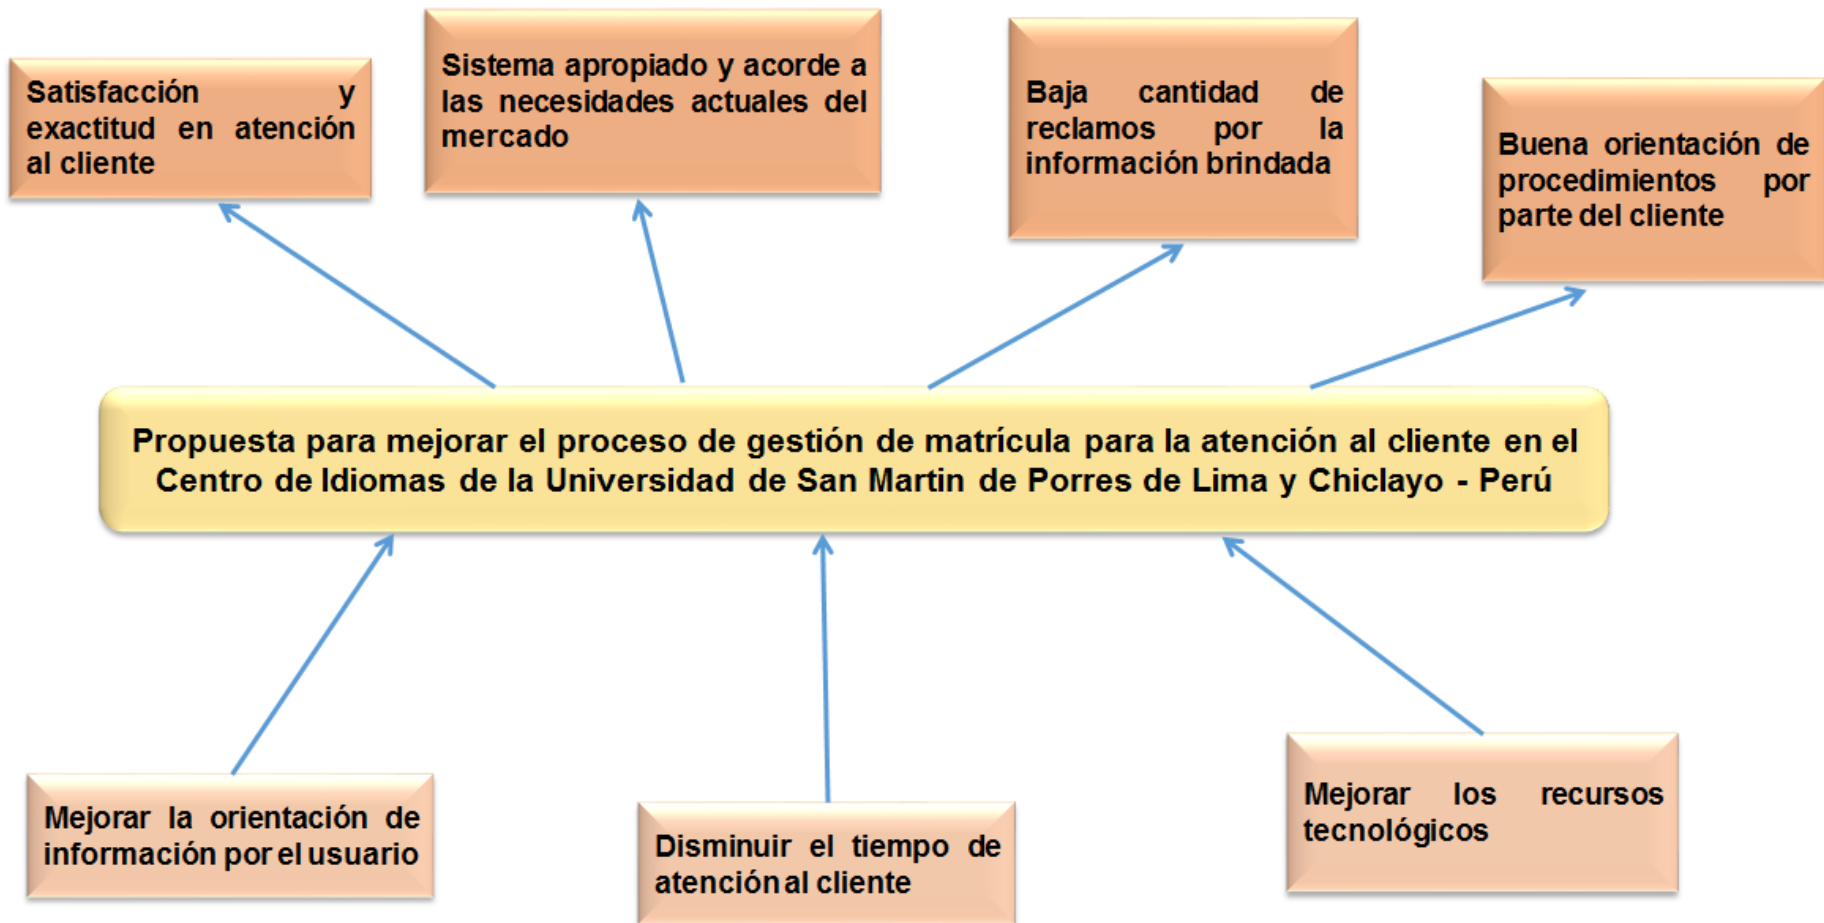 Satisfacción y
exactitud en atención
al cliente
Sistema apropiado y acorde a
las necesidades actuales del
mercado
Baja cantidad de
reclamos por la
información brindada
Buena orientación de
procedimientos por
parte del cliente
Propuesta para mejorar el proceso de gestión de matrícula para la atención al cliente en el
Centro de Idiomas de la Universidad de San Martin de Porres de Lima y Chiclayo - Perú
Mejorar la orientación de
información por el usuario
Disminuir el tiempo de
atención al cliente
Mejorar los recursos
tecnológicos